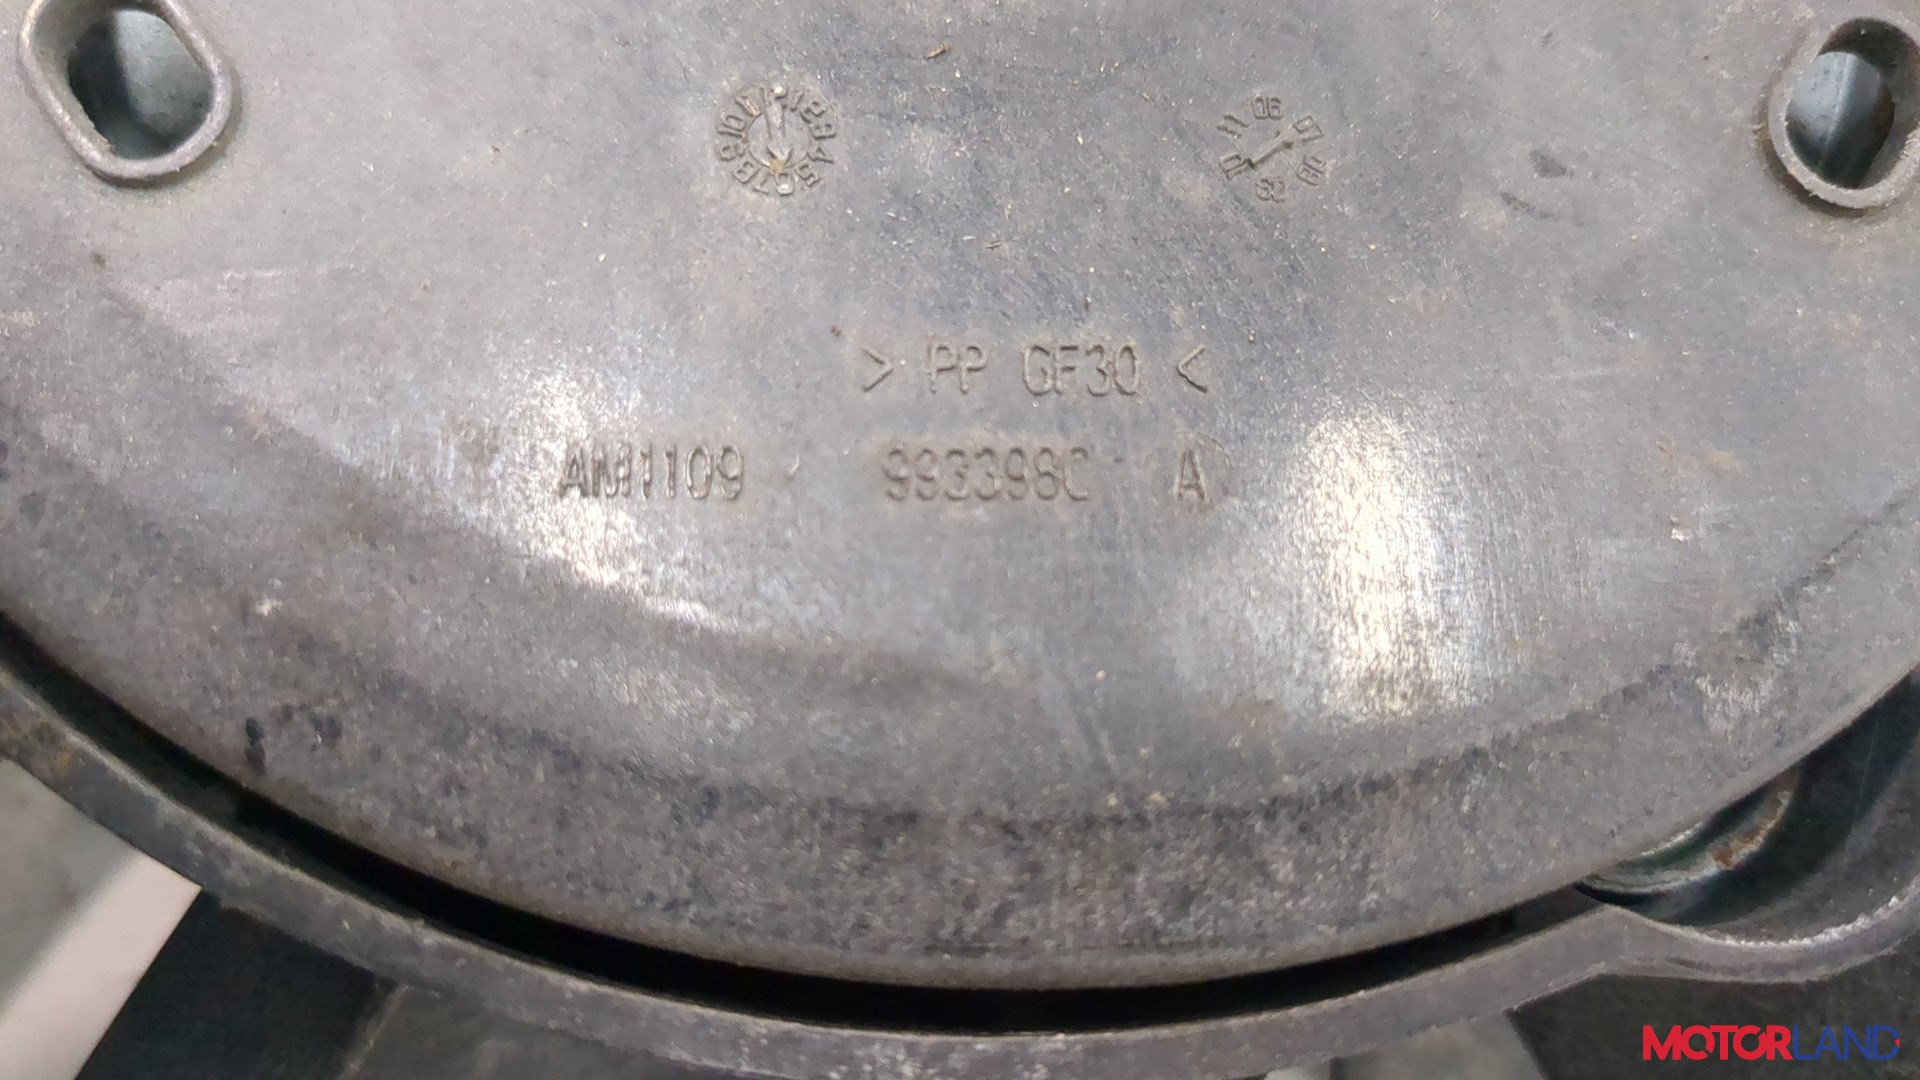 > PP GF30 <
AM1109 993398C A
MOTORLAND